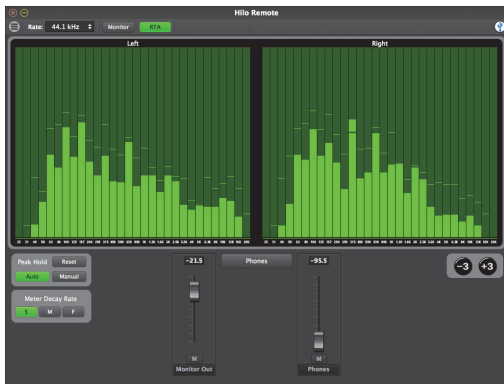 Hilo Remote
Rate: 44.1 kHz Monitor RTA
Left Right
Peak Hold Reset
Auto Manual
Meter Decay Rate
S M F
-21.5 Phones -95.5
-3 +3
M M
Monitor Out Phones